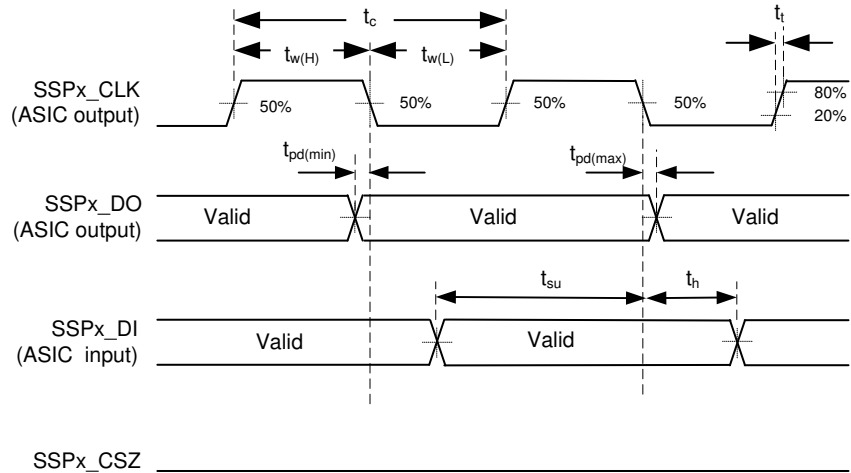 t_c
t_t
t_w(H)
t_w(L)
SSPx_CLK
(ASIC output)
50%
50%
50%
50%
80%
20%
t_pd(min)
t_pd(max)
SSPx_DO
(ASIC output)
Valid
Valid
Valid
t_su
t_h
SSPx_DI
(ASIC input)
Valid
Valid
SSPx_CSZ